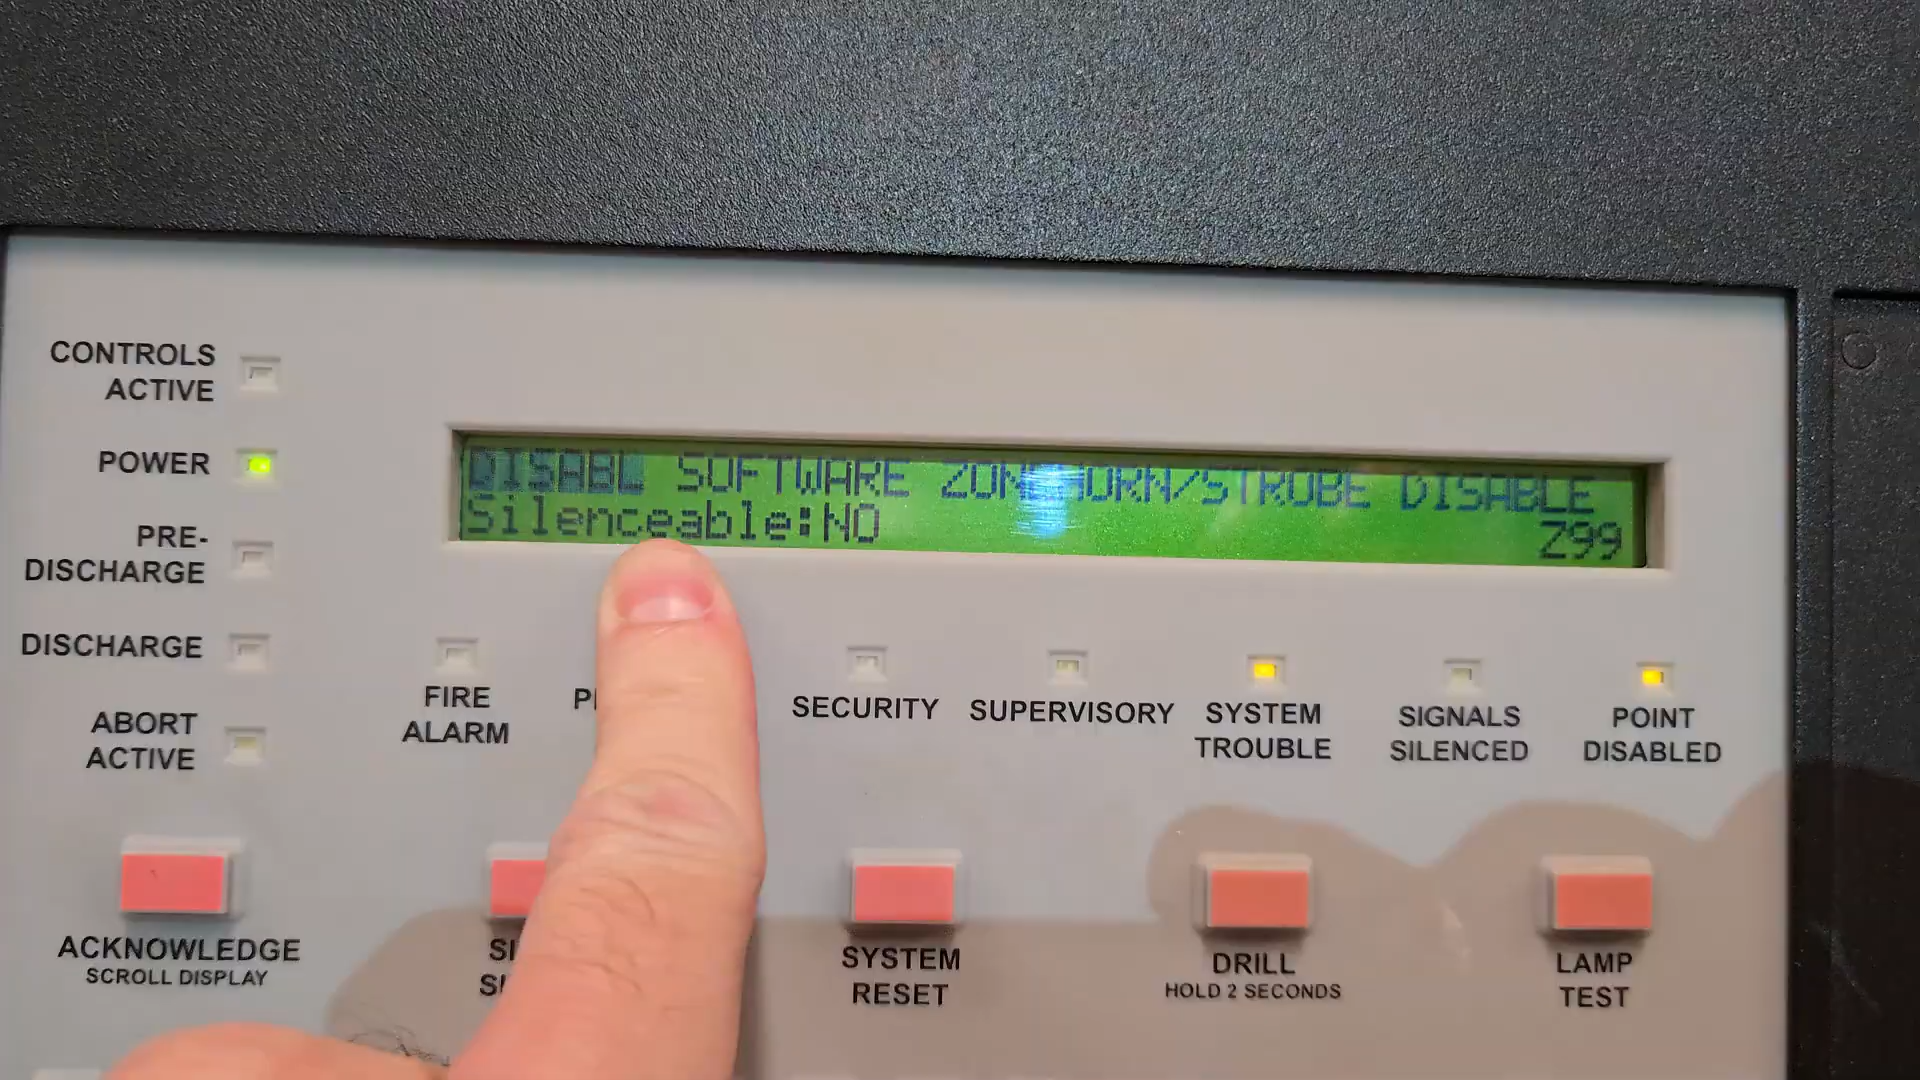 CONTROLS
ACTIVE
POWER
PRE-
DISCHARGE
DISCHARGE
ABORT
ACTIVE
DISABL SOFTWARE ZONE HORN/STROBE DISABLE
Silenceable:NO Z99
FIRE
ALARM
SECURITY
SUPERVISORY
SYSTEM
TROUBLE
SIGNALS
SILENCED
POINT
DISABLED
ACKNOWLEDGE
SCROLL DISPLAY
SYSTEM
RESET
DRILL
HOLD 2 SECONDS
LAMP
TEST